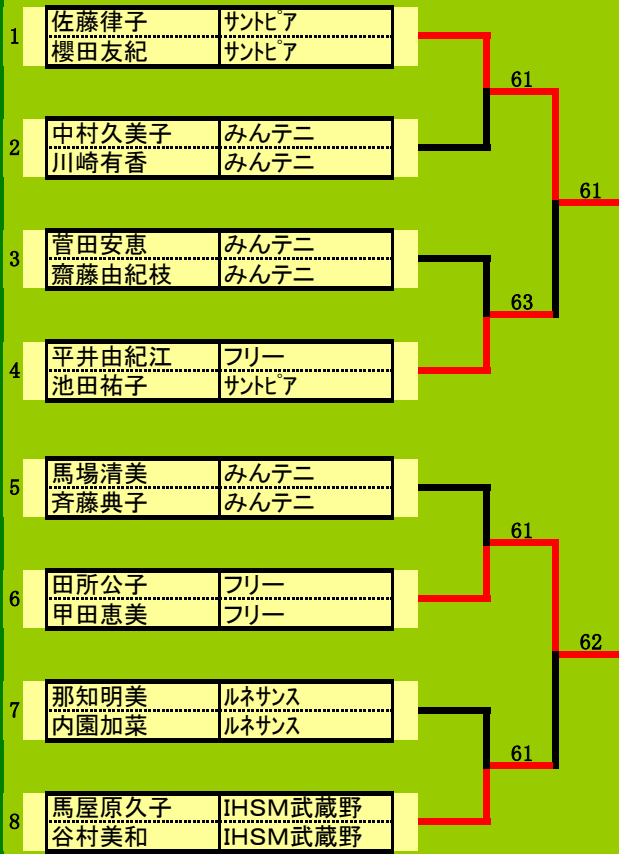 1 佐藤律子 サントピア
櫻田友紀 サントピア
61
2 中村久美子 みんテニ
川崎有香 みんテニ
61
3 菅田安恵 みんテニ
齋藤由紀枝 みんテニ
63
4 平井由紀江 フリー
池田祐子 サントピア
5 馬場清美 みんテニ
斉藤典子 みんテニ
61
6 田所公子 フリー
甲田恵美 フリー
62
7 那知明美 ルネサンス
内園加菜 ルネサンス
61
8 馬屋原久子 IHSM武蔵野
谷村美和 IHSM武蔵野